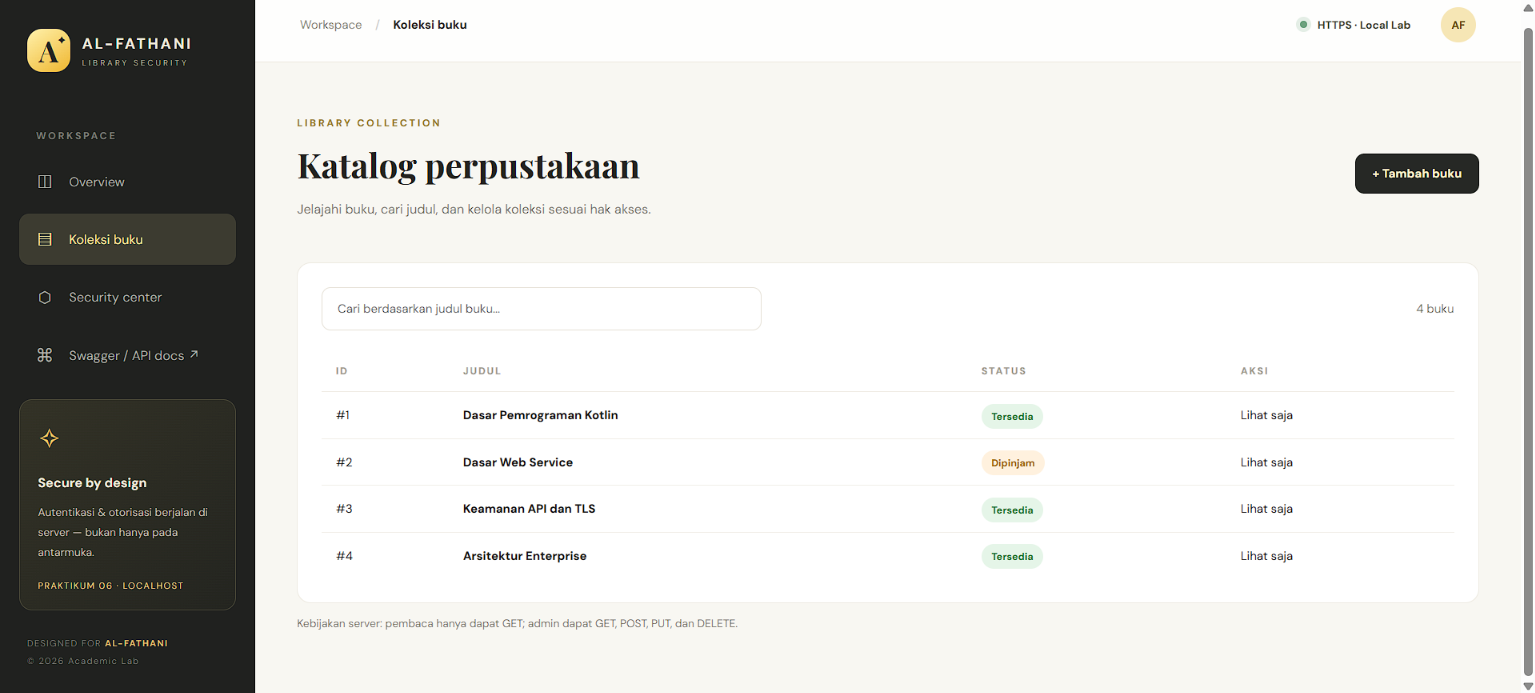 AL-FATHANI
LIBRARY SECURITY
WORKSPACE
Overview
Koleksi buku
Security center
Swagger / API docs ↗
Secure by design
Autentikasi & otorisasi berjalan di
server — bukan hanya pada
antarmuka.
PRAKTIKUM 06 · LOCALHOST
DESIGNED FOR AL-FATHANI
© 2026 Academic Lab
Workspace / Koleksi buku
HTTPS · Local Lab
AF
LIBRARY COLLECTION
Katalog perpustakaan
Jelajahi buku, cari judul, dan kelola koleksi sesuai hak akses.
+ Tambah buku
Cari berdasarkan judul buku...
4 buku
ID JUDUL STATUS AKSI
#1 Dasar Pemrograman Kotlin Tersedia Lihat saja
#2 Dasar Web Service Dipinjam Lihat saja
#3 Keamanan API dan TLS Tersedia Lihat saja
#4 Arsitektur Enterprise Tersedia Lihat saja
Kebijakan server: pembaca hanya dapat GET; admin dapat GET, POST, PUT, dan DELETE.